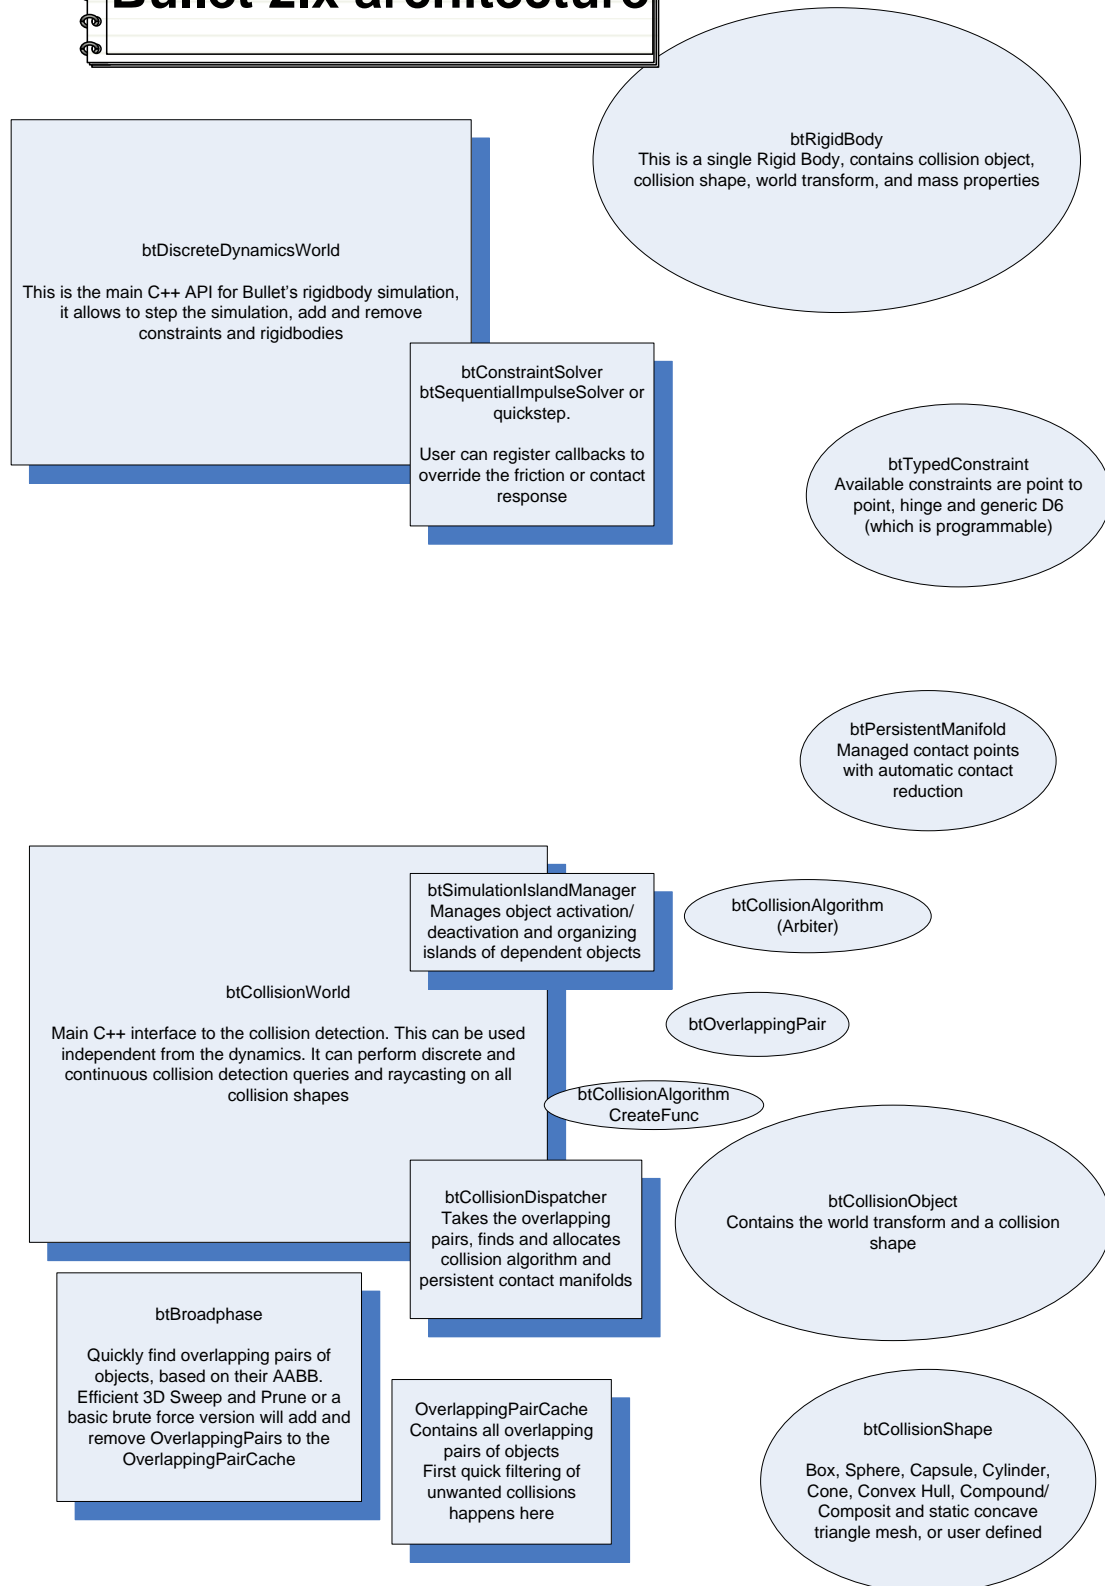 Bullet 2.x architecture
btRigidBody
This is a single Rigid Body, contains collision object,
collision shape, world transform, and mass properties
btDiscreteDynamicsWorld
This is the main C++ API for Bullet's rigidbody simulation,
it allows to step the simulation, add and remove
constraints and rigidbodies
btConstraintSolver
btSequentialImpulseSolver or
quickstep.
User can register callbacks to
override the friction or contact
response
btTypedConstraint
Available constraints are point to
point, hinge and generic D6
(which is programmable)
btPersistentManifold
Managed contact points
with automatic contact
reduction
btSimulationIslandManager
Manages object activation/
deactivation and organizing
islands of dependent objects
btCollisionAlgorithm
(Arbiter)
btCollisionWorld
Main C++ interface to the collision detection. This can be used
independent from the dynamics. It can perform discrete and
continuous collision detection queries and raycasting on all
collision shapes
btOverlappingPair
btCollisionAlgorithm
CreateFunc
btCollisionDispatcher
Takes the overlapping
pairs, finds and allocates
collision algorithm and
persistent contact manifolds
btCollisionObject
Contains the world transform and a collision
shape
btBroadphase
Quickly find overlapping pairs of
objects, based on their AABB.
Efficient 3D Sweep and Prune or a
basic brute force version will add and
remove OverlappingPairs to the
OverlappingPairCache
OverlappingPairCache
Contains all overlapping
pairs of objects
First quick filtering of
unwanted collisions
happens here
btCollisionShape
Box, Sphere, Capsule, Cylinder,
Cone, Convex Hull, Compound/
Composit and static concave
triangle mesh, or user defined